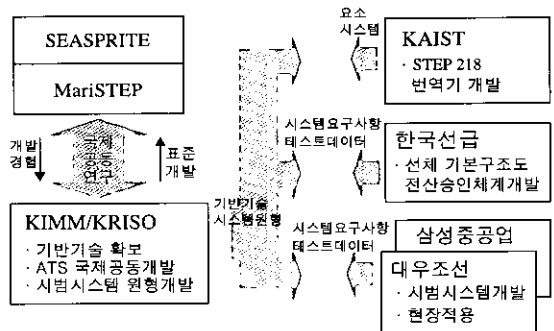 SEASPRITE
MariSTEP
개발
경험
국제
공동
연구
표준
개발
KIMM/KRISO
· 기반기술 확보
· ATS 국제공동개발
· 시범시스템 원형개발
기반기술
시스템원형
요소
시스템
KAIST
· STEP 218
번역기 개발
시스템요구사항
테스트데이터
한국선급
· 선체 기본구조도
전산승인체계개발
시스템요구사항
테스트데이터
삼성중공업
대우조선
· 시범시스템개발
· 현장적용